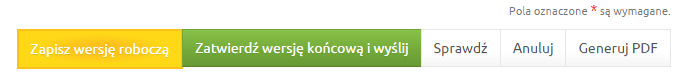 Pola oznaczone * są wymagane.
Zapisz wersję roboczą Zatwierdź wersję końcową i wyślij Sprawdź Anuluj Generuj PDF